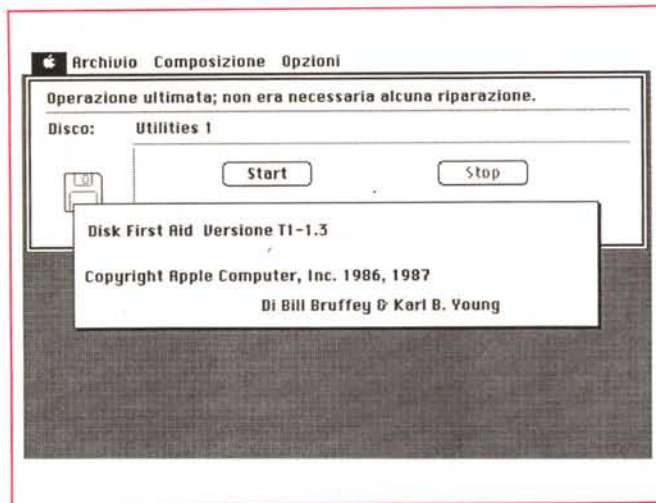 Archivio Composizione Opzioni
Operazione ultimata; non era necessaria alcuna riparazione.
Disco: Utilities 1
Start Stop
Disk First Aid Versione T1-1.3
Copyright Apple Computer, Inc. 1986, 1987
Di Bill Bruffey & Karl B. Young